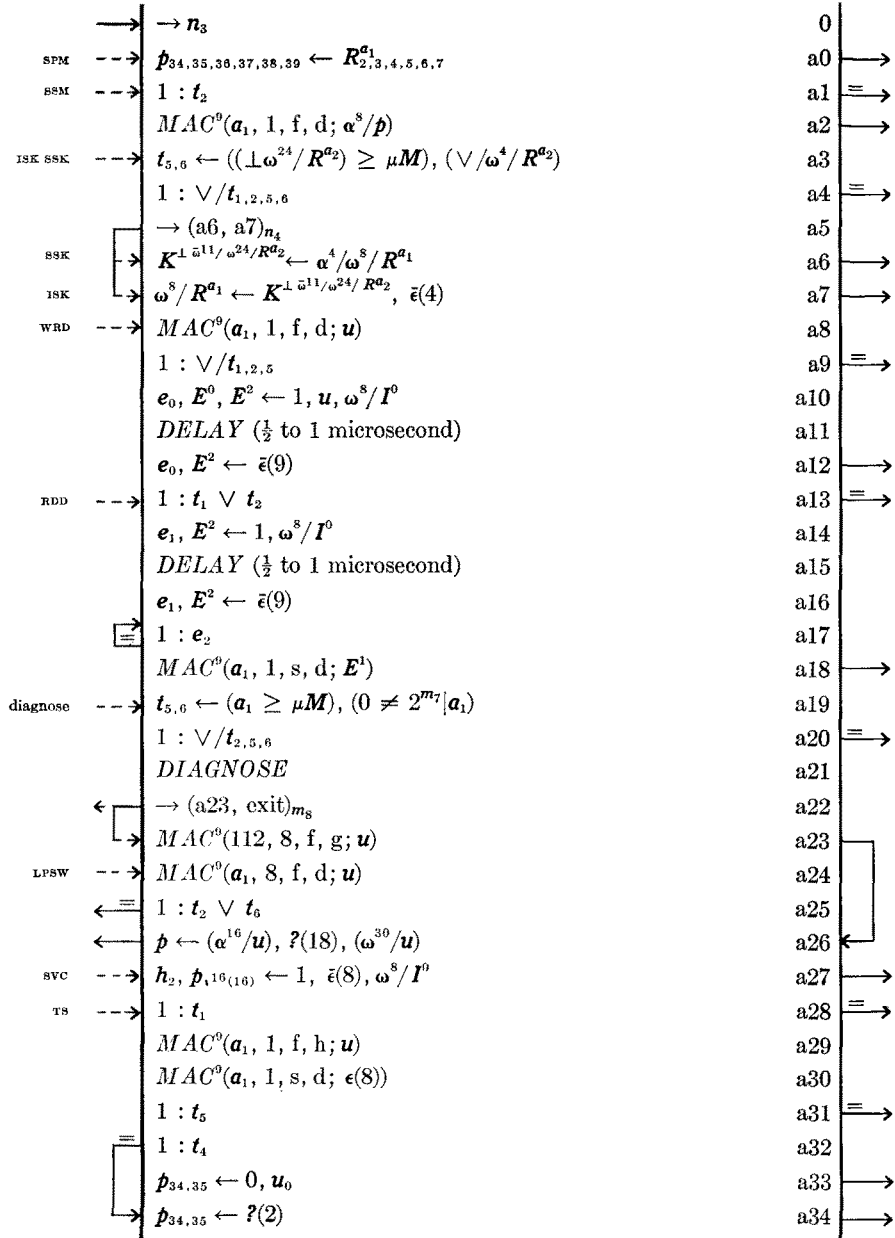 → n₃ 0
SPM p₃₄,₃₅,₃₆,₃₇,₃₈,₃₉ ← R^a₁ ₂,₃,₄,₅,₆,₇ a0
SSM 1 : t₂ a1 =
MAC⁹(a₁, 1, f, d; α⁸/p) a2
ISK SSK t₅,₆ ← ((⊥ω²⁴/R^a₂) ≥ μM), (∨/ω⁴/R^a₂) a3
1 : ∨/t₁,₂,₅,₆ a4 =
→ (a6, a7)n₄ a5
SSK K^⊥ ω̄¹¹/ω²⁴/R^a₂ ← α⁴/ω⁸/R^a₁ a6
ISK ω⁸/R^a₁ ← K^⊥ ω̄¹¹/ω²⁴/R^a₂, ε̄(4) a7
WRD MAC⁹(a₁, 1, f, d; u) a8
1 : ∨/t₁,₂,₅ a9 =
e₀, E⁰, E² ← 1, u, ω⁸/I⁰ a10
DELAY (½ to 1 microsecond) a11
e₀, E² ← ε̄(9) a12
RDD 1 : t₁ ∨ t₂ a13 =
e₁, E² ← 1, ω⁸/I⁰ a14
DELAY (½ to 1 microsecond) a15
e₁, E² ← ε̄(9) a16
= 1 : e₂ a17
MAC⁹(a₁, 1, s, d; E¹) a18
diagnose t₅,₆ ← (a₁ ≥ μM), (0 ≠ 2^m₇|a₁) a19
1 : ∨/t₂,₅,₆ a20 =
DIAGNOSE a21
→ (a23, exit)m₈ a22
MAC⁹(112, 8, f, g; u) a23
LPSW MAC⁹(a₁, 8, f, d; u) a24
= 1 : t₂ ∨ t₆ a25
p ← (α¹⁶/u), ?(18), (ω³⁰/u) a26
SVC h₂, p,¹⁶₍₁₆₎ ← 1, ε̄(8), ω⁸/I⁰ a27
TS 1 : t₁ a28 =
MAC⁹(a₁, 1, f, h; u) a29
MAC⁹(a₁, 1, s, d; ε(8)) a30
1 : t₅ a31 =
= 1 : t₄ a32
p₃₄,₃₅ ← 0, u₀ a33
p₃₄,₃₅ ← ?(2) a34